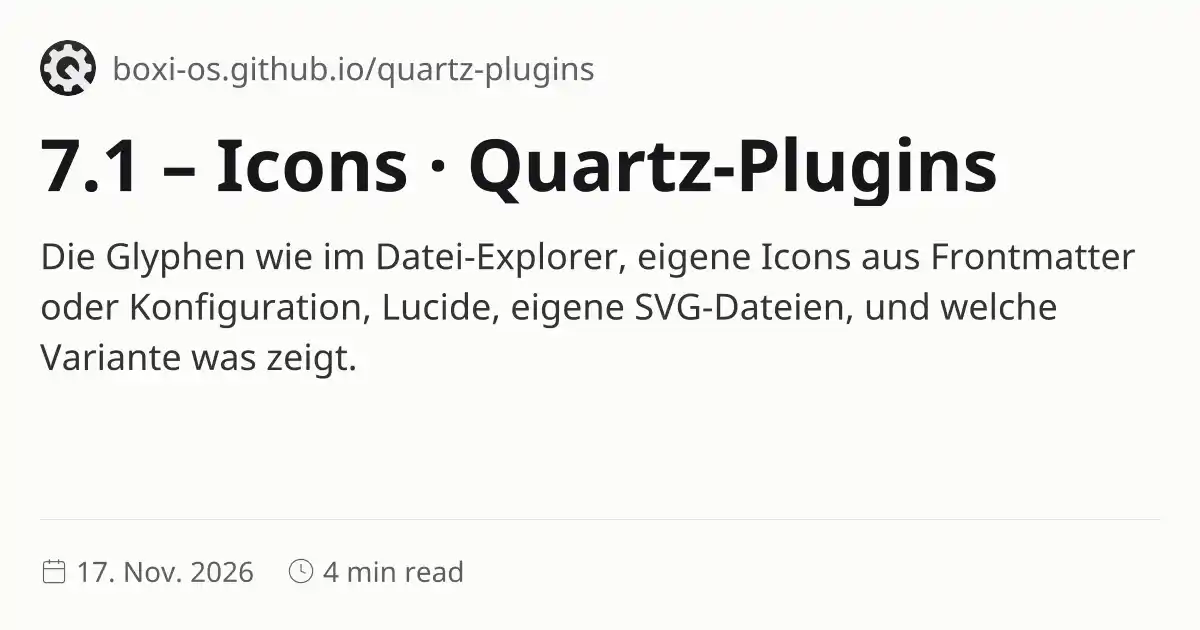 boxi-os.github.io/quartz-plugins
7.1 – Icons · Quartz-Plugins
Die Glyphen wie im Datei-Explorer, eigene Icons aus Frontmatter
oder Konfiguration, Lucide, eigene SVG-Dateien, und welche
Variante was zeigt.
17. Nov. 2026 4 min read